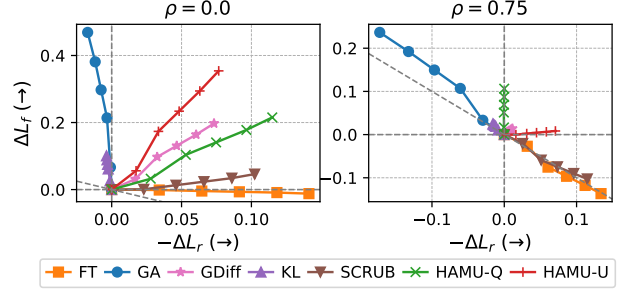 ρ = 0.0
ρ = 0.75
ΔL_f (→)
0.4
0.2
0.0
0.00
0.05
0.10
−ΔL_r (→)
0.2
0.1
0.0
−0.1
−0.1
0.0
0.1
−ΔL_r (→)
FT GA GDiff KL SCRUB HAMU-Q HAMU-U